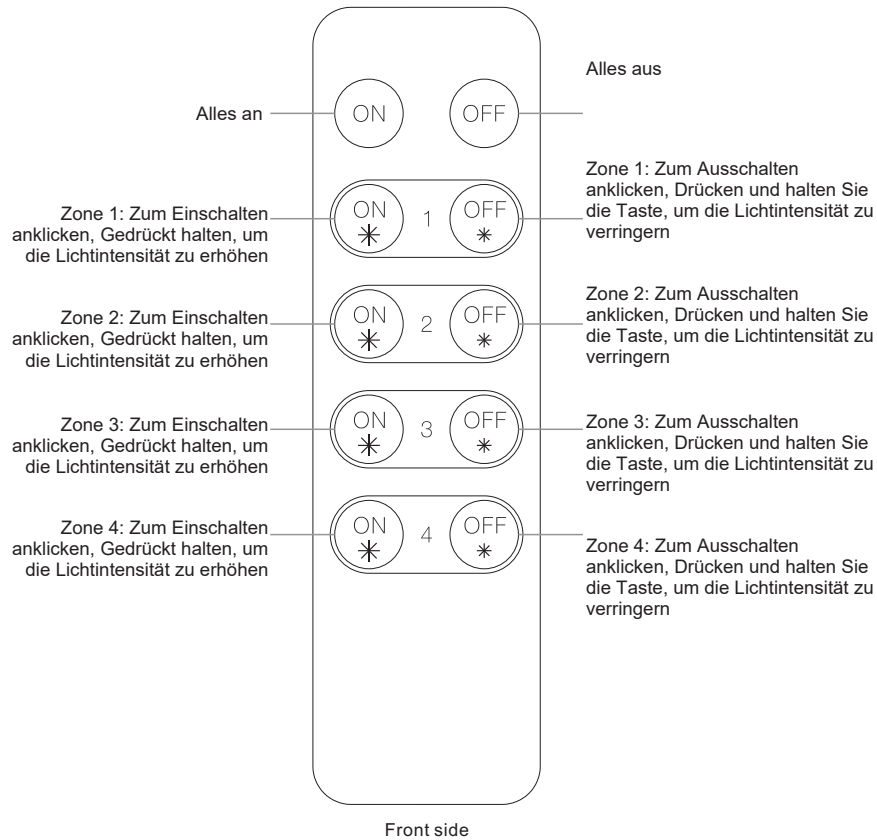 Alles aus
Alles an
ON
OFF
Zone 1: Zum Einschalten
anklicken, Gedrückt halten, um
die Lichtintensität zu erhöhen
ON
1
OFF
Zone 1: Zum Ausschalten
anklicken, Drücken und halten Sie
die Taste, um die Lichtintensität zu
verringern
Zone 2: Zum Einschalten
anklicken, Gedrückt halten, um
die Lichtintensität zu erhöhen
ON
2
OFF
Zone 2: Zum Ausschalten
anklicken, Drücken und halten Sie
die Taste, um die Lichtintensität zu
verringern
Zone 3: Zum Einschalten
anklicken, Gedrückt halten, um
die Lichtintensität zu erhöhen
ON
3
OFF
Zone 3: Zum Ausschalten
anklicken, Drücken und halten Sie
die Taste, um die Lichtintensität zu
verringern
Zone 4: Zum Einschalten
anklicken, Gedrückt halten, um
die Lichtintensität zu erhöhen
ON
4
OFF
Zone 4: Zum Ausschalten
anklicken, Drücken und halten Sie
die Taste, um die Lichtintensität zu
verringern
Front side